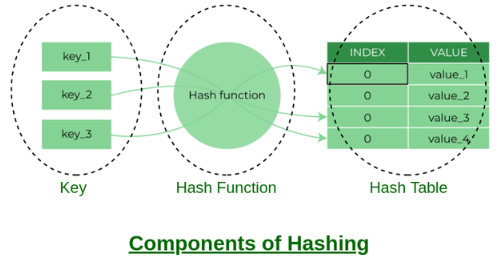 INDEX VALUE
key_1
0 value_1
key_2
Hash function
0 value_2
key_3
0 value_3
0 value_4
Key
Hash Function
Hash Table
Components of Hashing